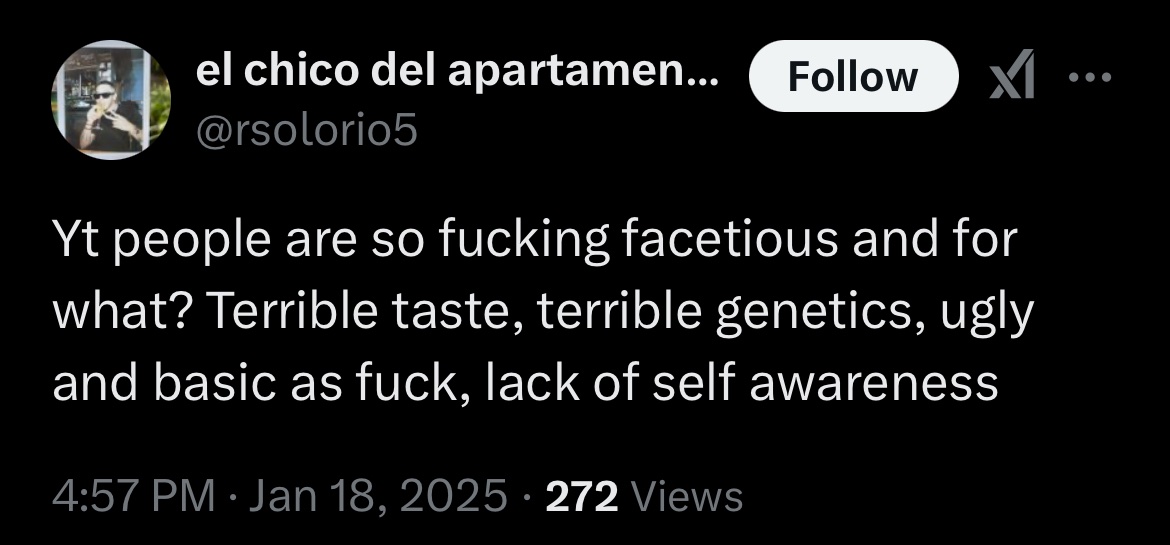 el chico del apartamen...
Follow
@rsolorio5
Yt people are so fucking facetious and for
what? Terrible taste, terrible genetics, ugly
and basic as fuck, lack of self awareness
4:57 PM · Jan 18, 2025 · 272 Views